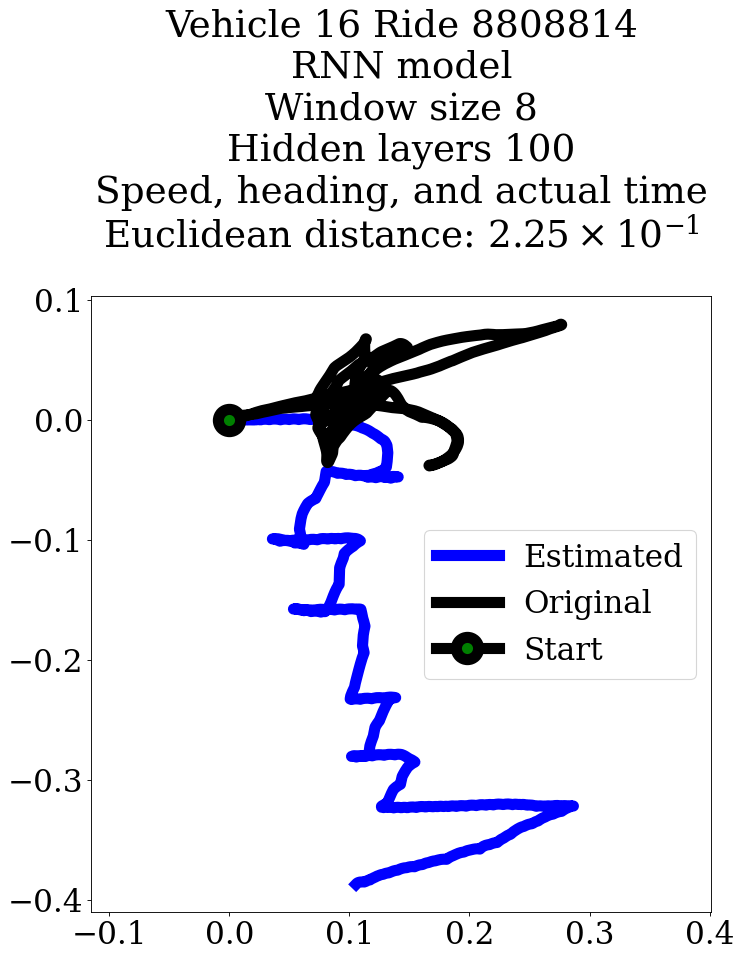 Vehicle 16 Ride 8808814
RNN model
Window size 8
Hidden layers 100
Speed, heading, and actual time
Euclidean distance: 2.25 × 10⁻¹
0.1
0.0
−0.1
−0.2
−0.3
−0.4
Estimated
Original
Start
−0.1 0.0 0.1 0.2 0.3 0.4